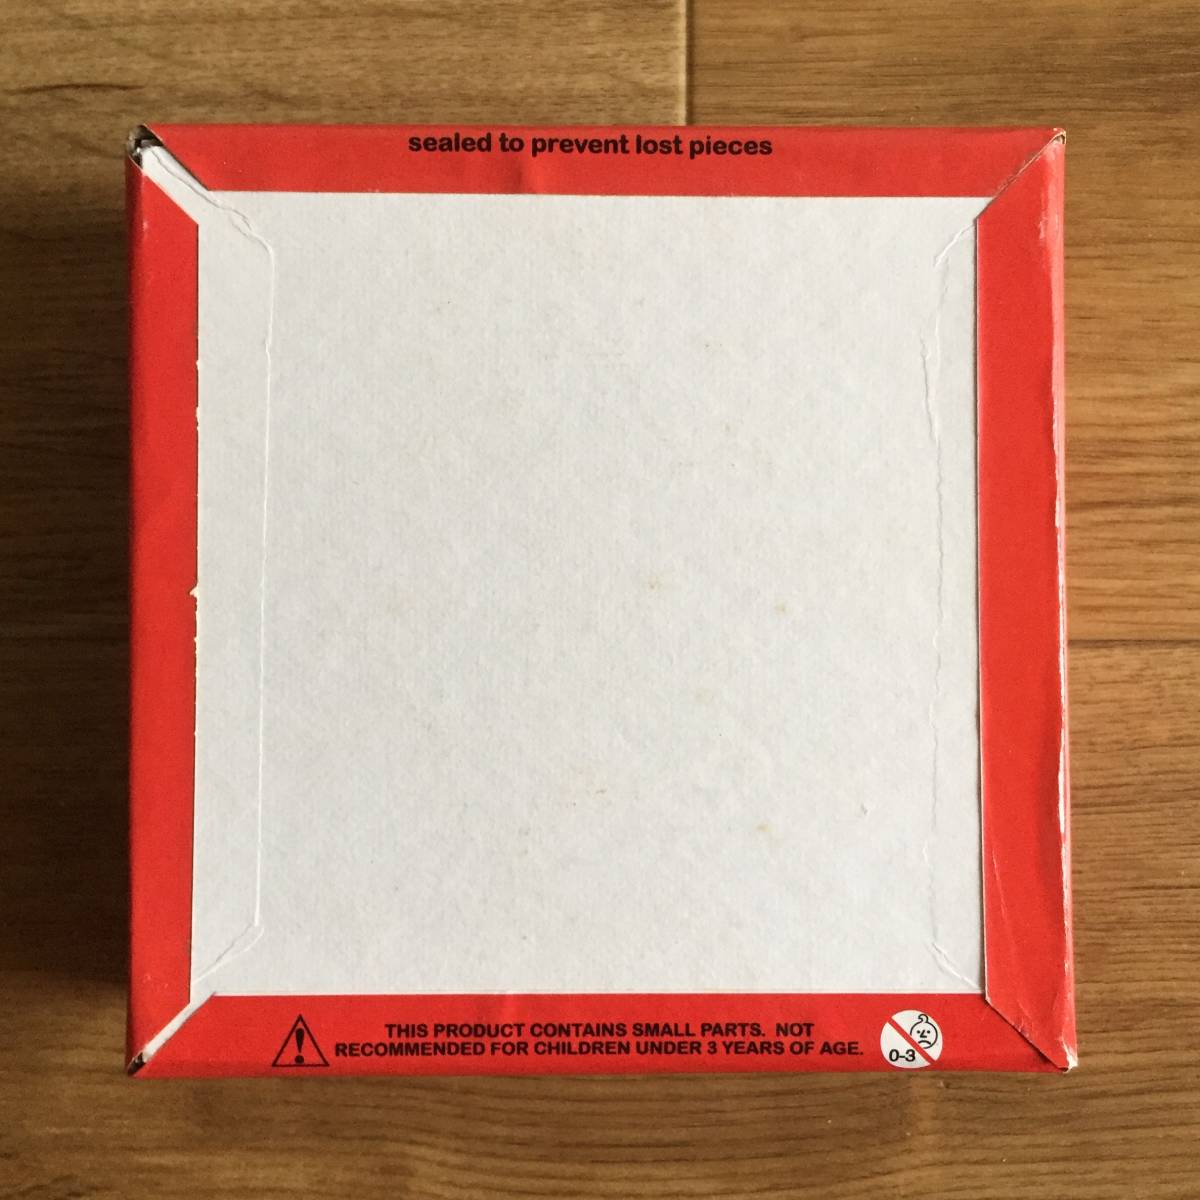 sealed to prevent lost pieces
THIS PRODUCT CONTAINS SMALL PARTS. NOT
RECOMMENDED FOR CHILDREN UNDER 3 YEARS OF AGE.
0-3